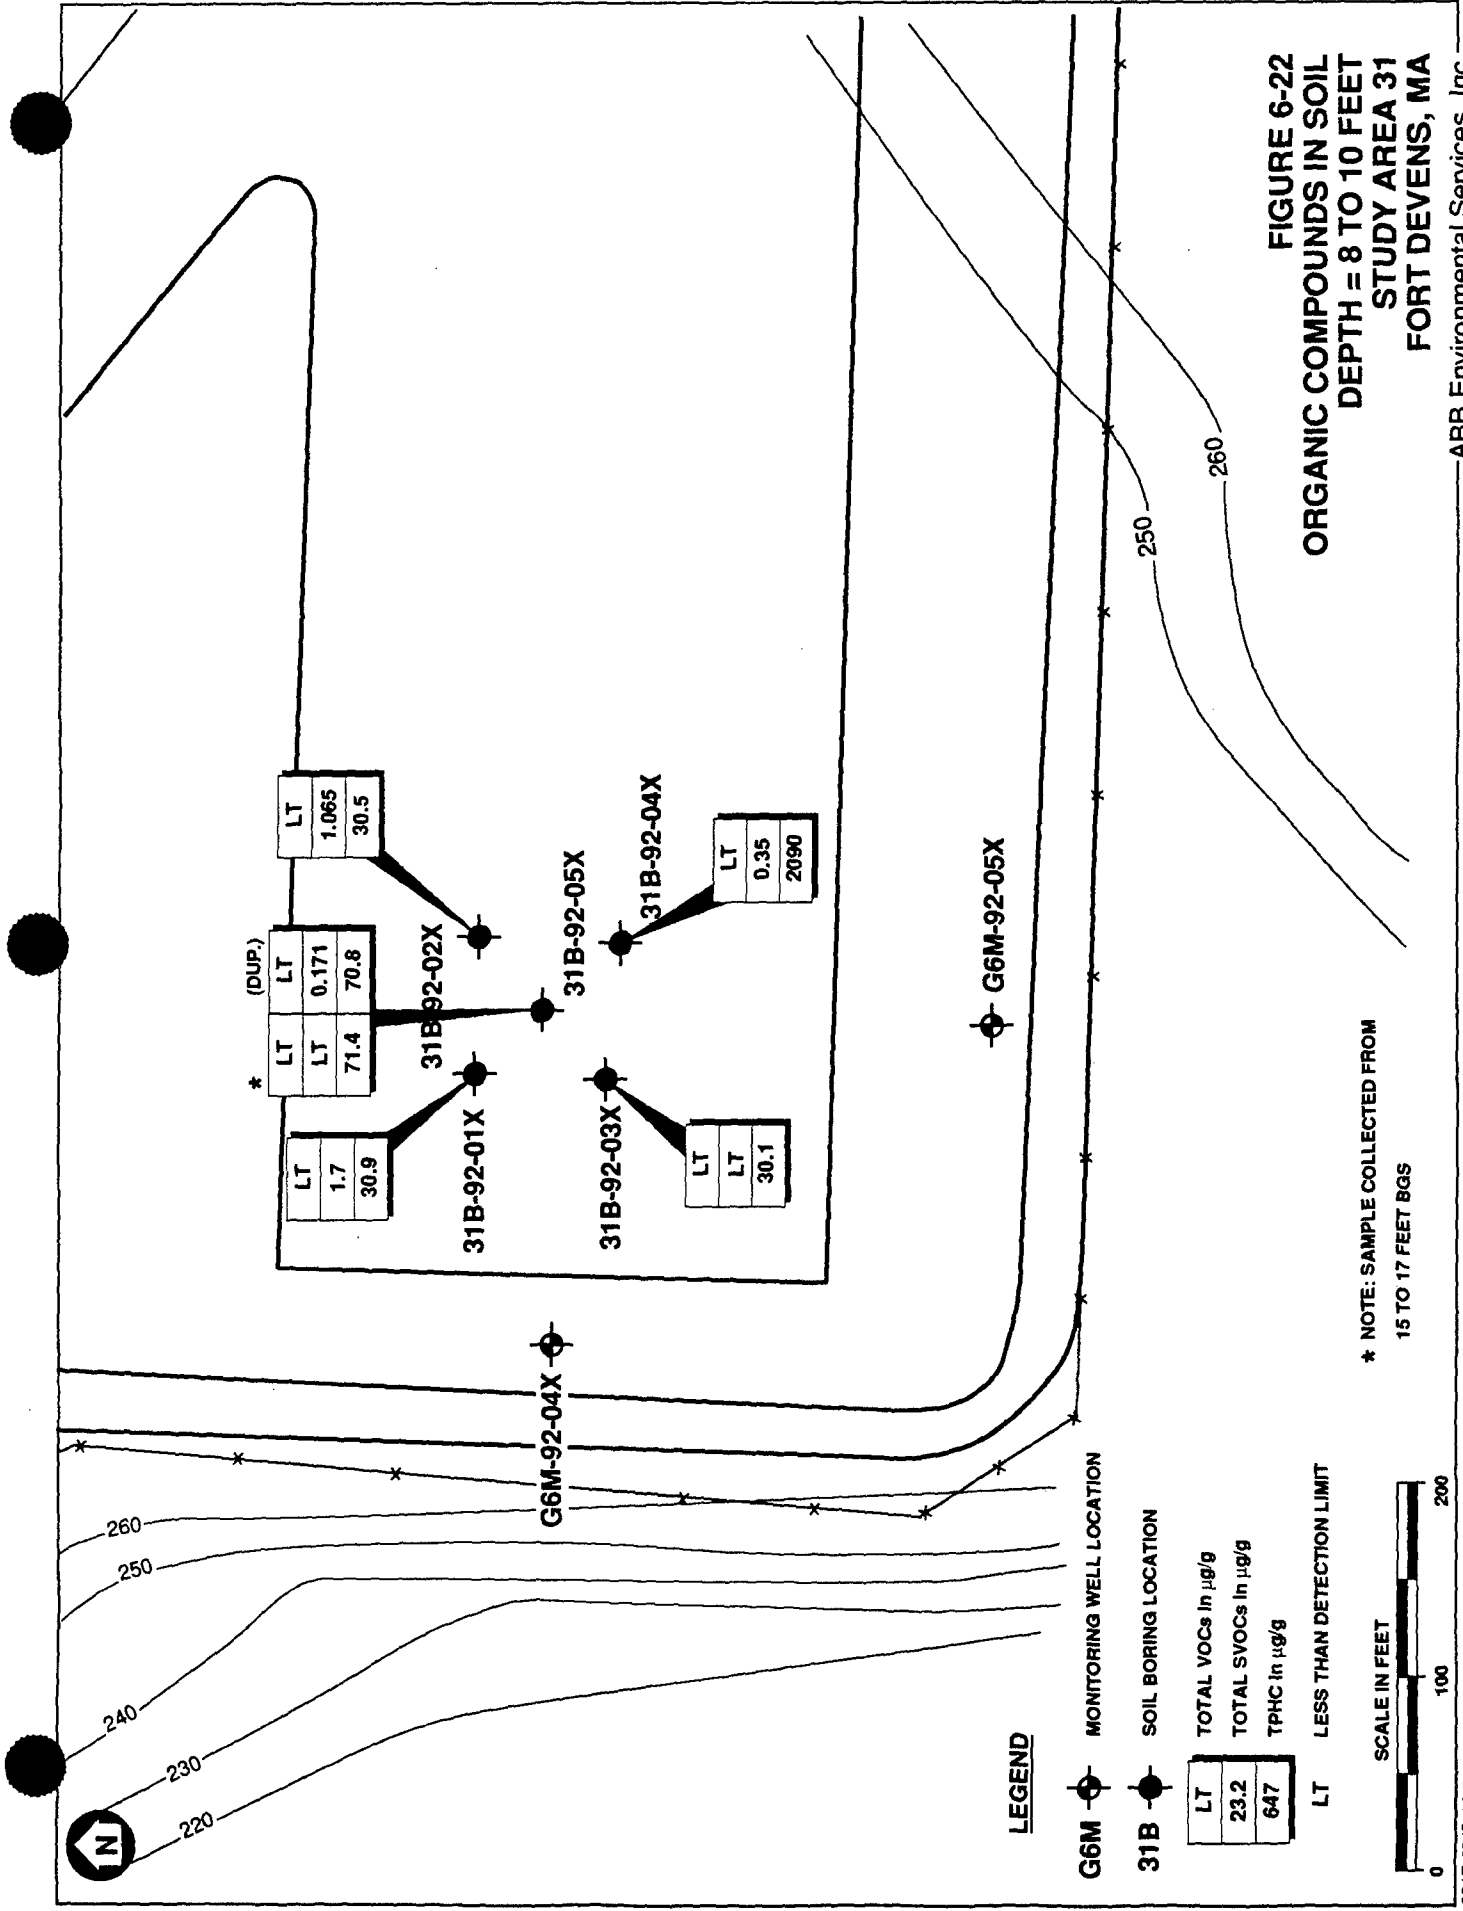 N
220
230
240
250
260
G6M-92-04X
*
(DUP.)
LT
1.7
30.9
LT LT
LT 0.171
71.4 70.8
LT
1.065
30.5
31B-92-01X
31B-92-02X
31B-92-05X
31B-92-03X
31B-92-04X
LT
LT
30.1
LT
0.35
2090
G6M-92-05X
250
260
LEGEND
G6M MONITORING WELL LOCATION
31B SOIL BORING LOCATION
LT TOTAL VOCs in µg/g
23.2 TOTAL SVOCs in µg/g
647 TPHC in µg/g
LT LESS THAN DETECTION LIMIT
SCALE IN FEET
0 100 200
* NOTE: SAMPLE COLLECTED FROM
15 TO 17 FEET BGS
FIGURE 6-22
ORGANIC COMPOUNDS IN SOIL
DEPTH = 8 TO 10 FEET
STUDY AREA 31
FORT DEVENS, MA
ABB Environmental Services, Inc.